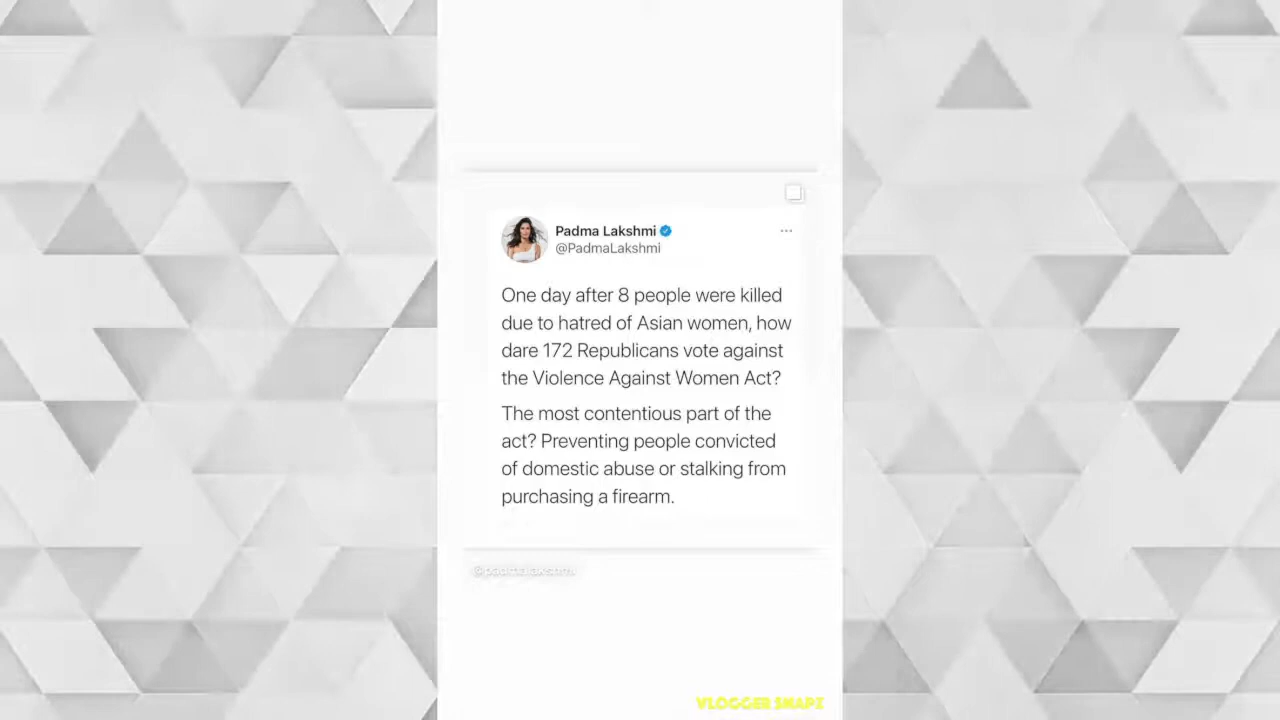 Padma Lakshmi
@PadmaLakshmi
One day after 8 people were killed
due to hatred of Asian women, how
dare 172 Republicans vote against
the Violence Against Women Act?
The most contentious part of the
act? Preventing people convicted
of domestic abuse or stalking from
purchasing a firearm.
@padmalakshmi
VLOGGER SNAPZ